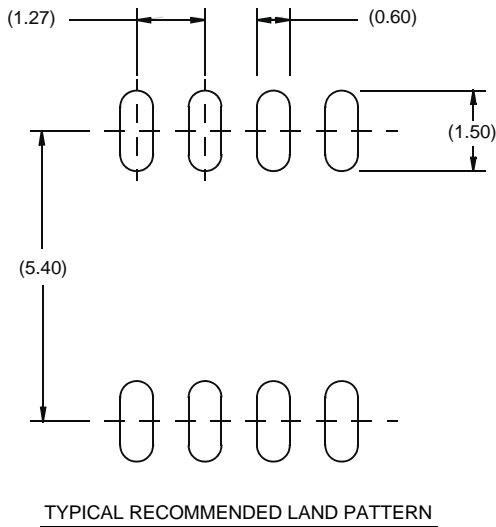 (1.27)
(0.60)
(1.50)
(5.40)
TYPICAL RECOMMENDED LAND PATTERN